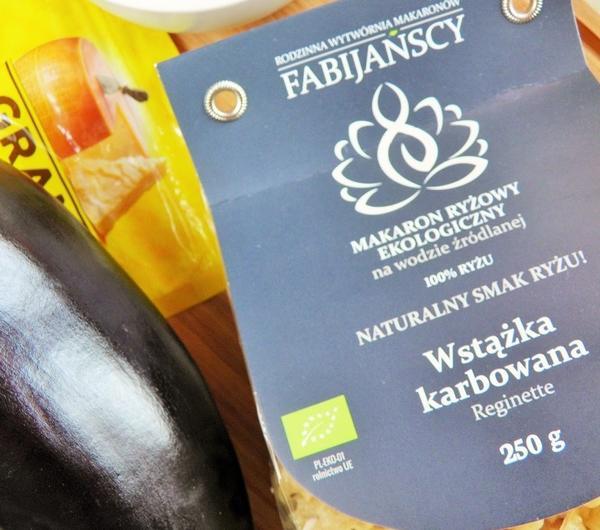 RODZINNA WYTWÓRNIA MAKARONÓW
FABIJAŃSCY
MAKARON RYŻOWY
EKOLOGICZNY
na wodzie źródlanej
100% RYŻU
NATURALNY SMAK RYŻU!
Wstążka
karbowana
Reginette
250 g
PL-EKO-01
rolnictwo UE